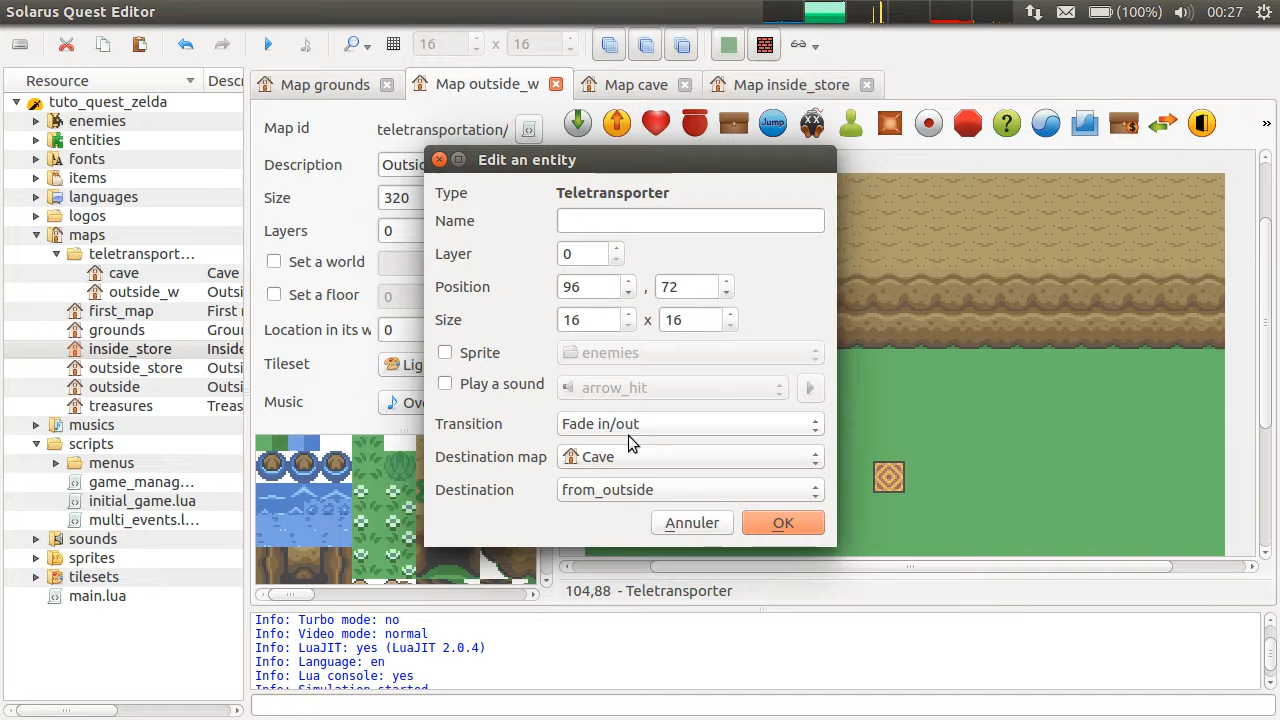 Solarus Quest Editor
(100%)
00:27
16 x 16
Resource
Descr
tuto_quest_zelda
enemies
entities
fonts
items
languages
logos
maps
teletransport...
cave Cave
outside_w Outsi
first_map First r
grounds Groun
inside_store Inside
outside_store Outsi
outside Outsi
treasures Treas
musics
scripts
menus
game_manag...
initial_game.lua
multi_events.l...
sounds
sprites
tilesets
main.lua
Map grounds
Map outside_w
Map cave
Map inside_store
Map id teletransportation/
Description Outsi
Size 320
Layers 0
Set a world
Set a floor 0
Location in its w 0
Tileset Lig
Music Ov
Jump
»
Edit an entity
Type Teletransporter
Name
Layer 0
Position 96 , 72
Size 16 x 16
Sprite enemies
Play a sound arrow_hit
Transition Fade in/out
Destination map Cave
Destination from_outside
Annuler
OK
104,88 - Teletransporter
Info: Turbo mode: no
Info: Video mode: normal
Info: LuaJIT: yes (LuaJIT 2.0.4)
Info: Language: en
Info: Lua console: yes
Info: Simulation started